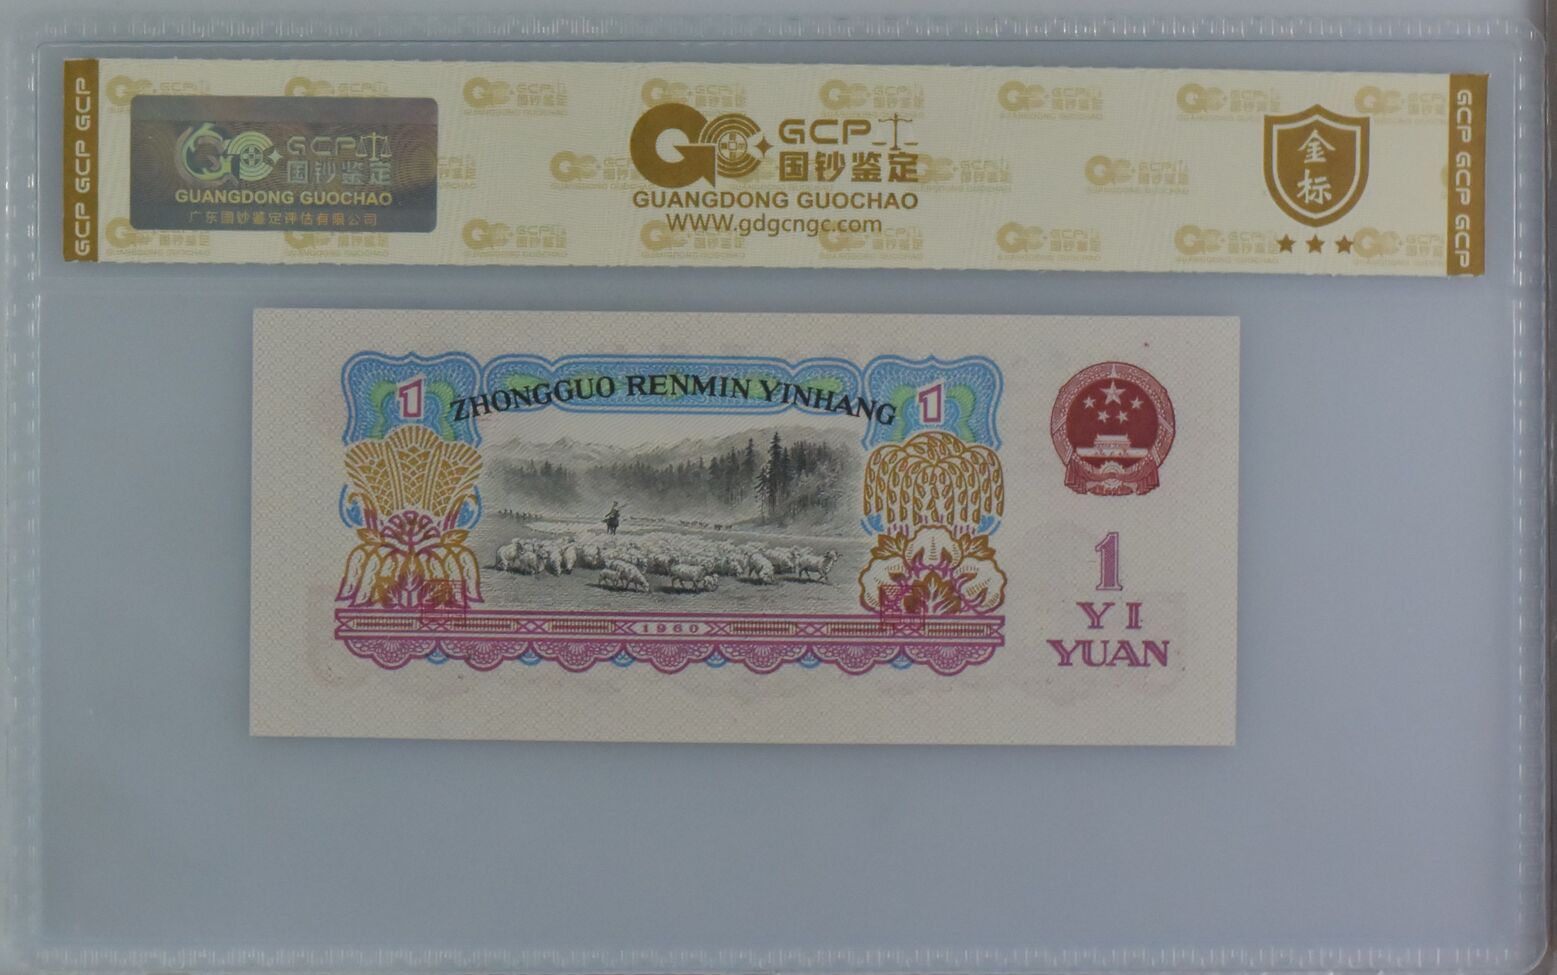 GCP GCP GCP
GCP
国钞鉴定
GUANGDONG GUOCHAO
广东国钞鉴定评估有限公司
GCP
国钞鉴定
GUANGDONG GUOCHAO
WWW.gdgcngc.com
金标
GCP GCP GCP
1
ZHONGGUO RENMIN YINHANG
1
1960
1
YI
YUAN